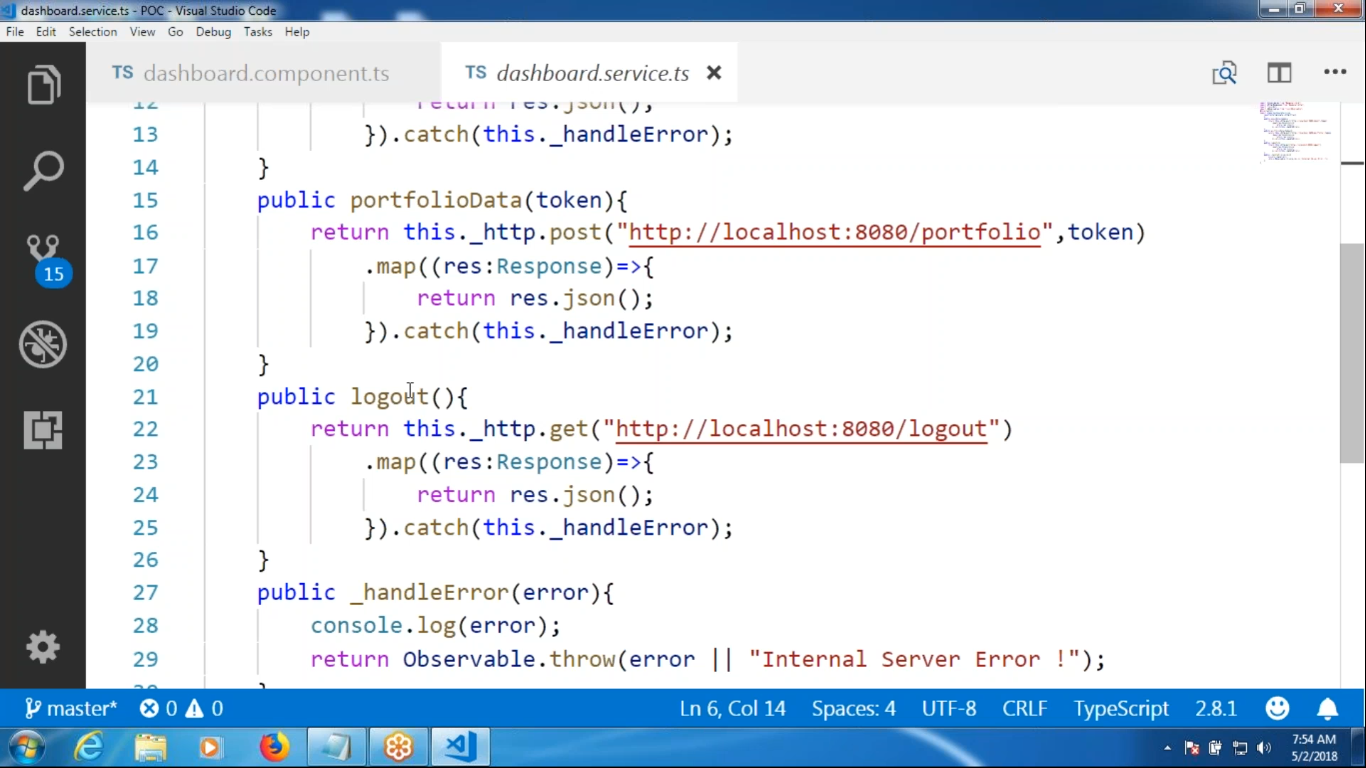 dashboard.service.ts - POC - Visual Studio Code
File Edit Selection View Go Debug Tasks Help
TS dashboard.component.ts TS dashboard.service.ts
12 return res.json();
13 }).catch(this._handleError);
14 }
15 public portfolioData(token){
16 return this._http.post("http://localhost:8080/portfolio",token)
17 .map((res:Response)=>{
18 return res.json();
19 }).catch(this._handleError);
20 }
21 public logout(){
22 return this._http.get("http://localhost:8080/logout")
23 .map((res:Response)=>{
24 return res.json();
25 }).catch(this._handleError);
26 }
27 public _handleError(error){
28 console.log(error);
29 return Observable.throw(error || "Internal Server Error !");
}
15
master* 0 0 Ln 6, Col 14 Spaces: 4 UTF-8 CRLF TypeScript 2.8.1
7:54 AM
5/2/2018